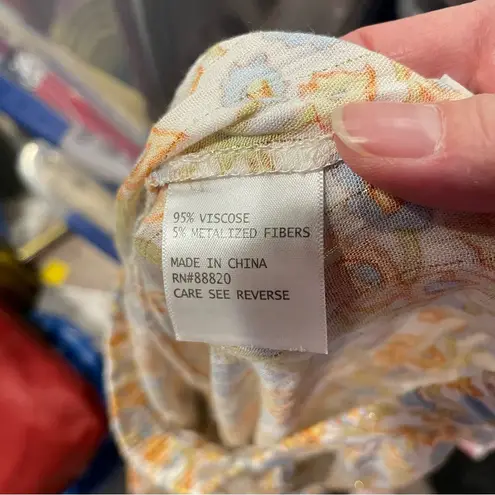 95% VISCOSE
5% METALIZED FIBERS
MADE IN CHINA
RN#88820
CARE SEE REVERSE